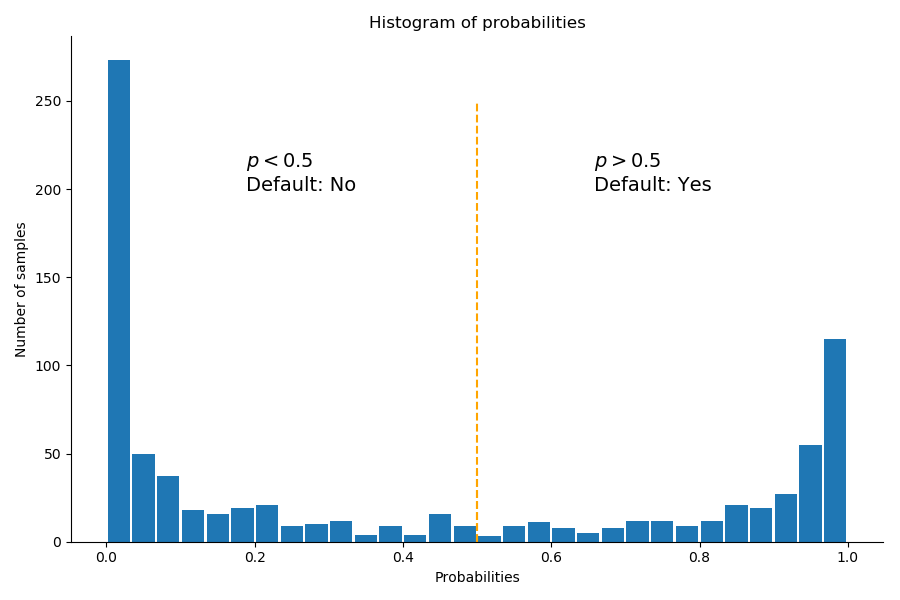 Histogram of probabilities
250
200
150
100
50
0
Number of samples
p < 0.5
Default: No
p > 0.5
Default: Yes
0.0 0.2 0.4 0.6 0.8 1.0
Probabilities